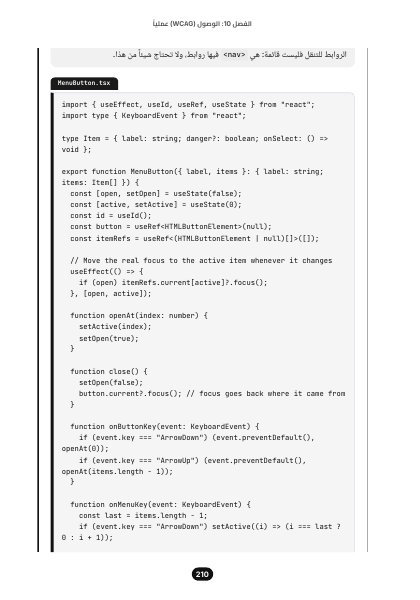 الفصل 10: الوصول (WCAG) عملياً
الروابط للتنقل فليست قائمة: هي <nav> فيها روابط، ولا تحتاج شيئاً من هذا.
MenuButton.tsx
import { useEffect, useId, useRef, useState } from "react";
import type { KeyboardEvent } from "react";
type Item = { label: string; danger?: boolean; onSelect: () =>
void };
export function MenuButton({ label, items }: { label: string;
items: Item[] }) {
const [open, setOpen] = useState(false);
const [active, setActive] = useState(0);
const id = useId();
const button = useRef<HTMLButtonElement>(null);
const itemRefs = useRef<(HTMLButtonElement | null)[]>([]);
// Move the real focus to the active item whenever it changes
useEffect(() => {
if (open) itemRefs.current[active]?.focus();
}, [open, active]);
function openAt(index: number) {
setActive(index);
setOpen(true);
}
function close() {
setOpen(false);
button.current?.focus(); // focus goes back where it came from
}
function onButtonKey(event: KeyboardEvent) {
if (event.key === "ArrowDown") (event.preventDefault(),
openAt(0));
if (event.key === "ArrowUp") (event.preventDefault(),
openAt(items.length - 1));
}
function onMenuKey(event: KeyboardEvent) {
const last = items.length - 1;
if (event.key === "ArrowDown") setActive((i) => (i === last ?
0 : i + 1));
210